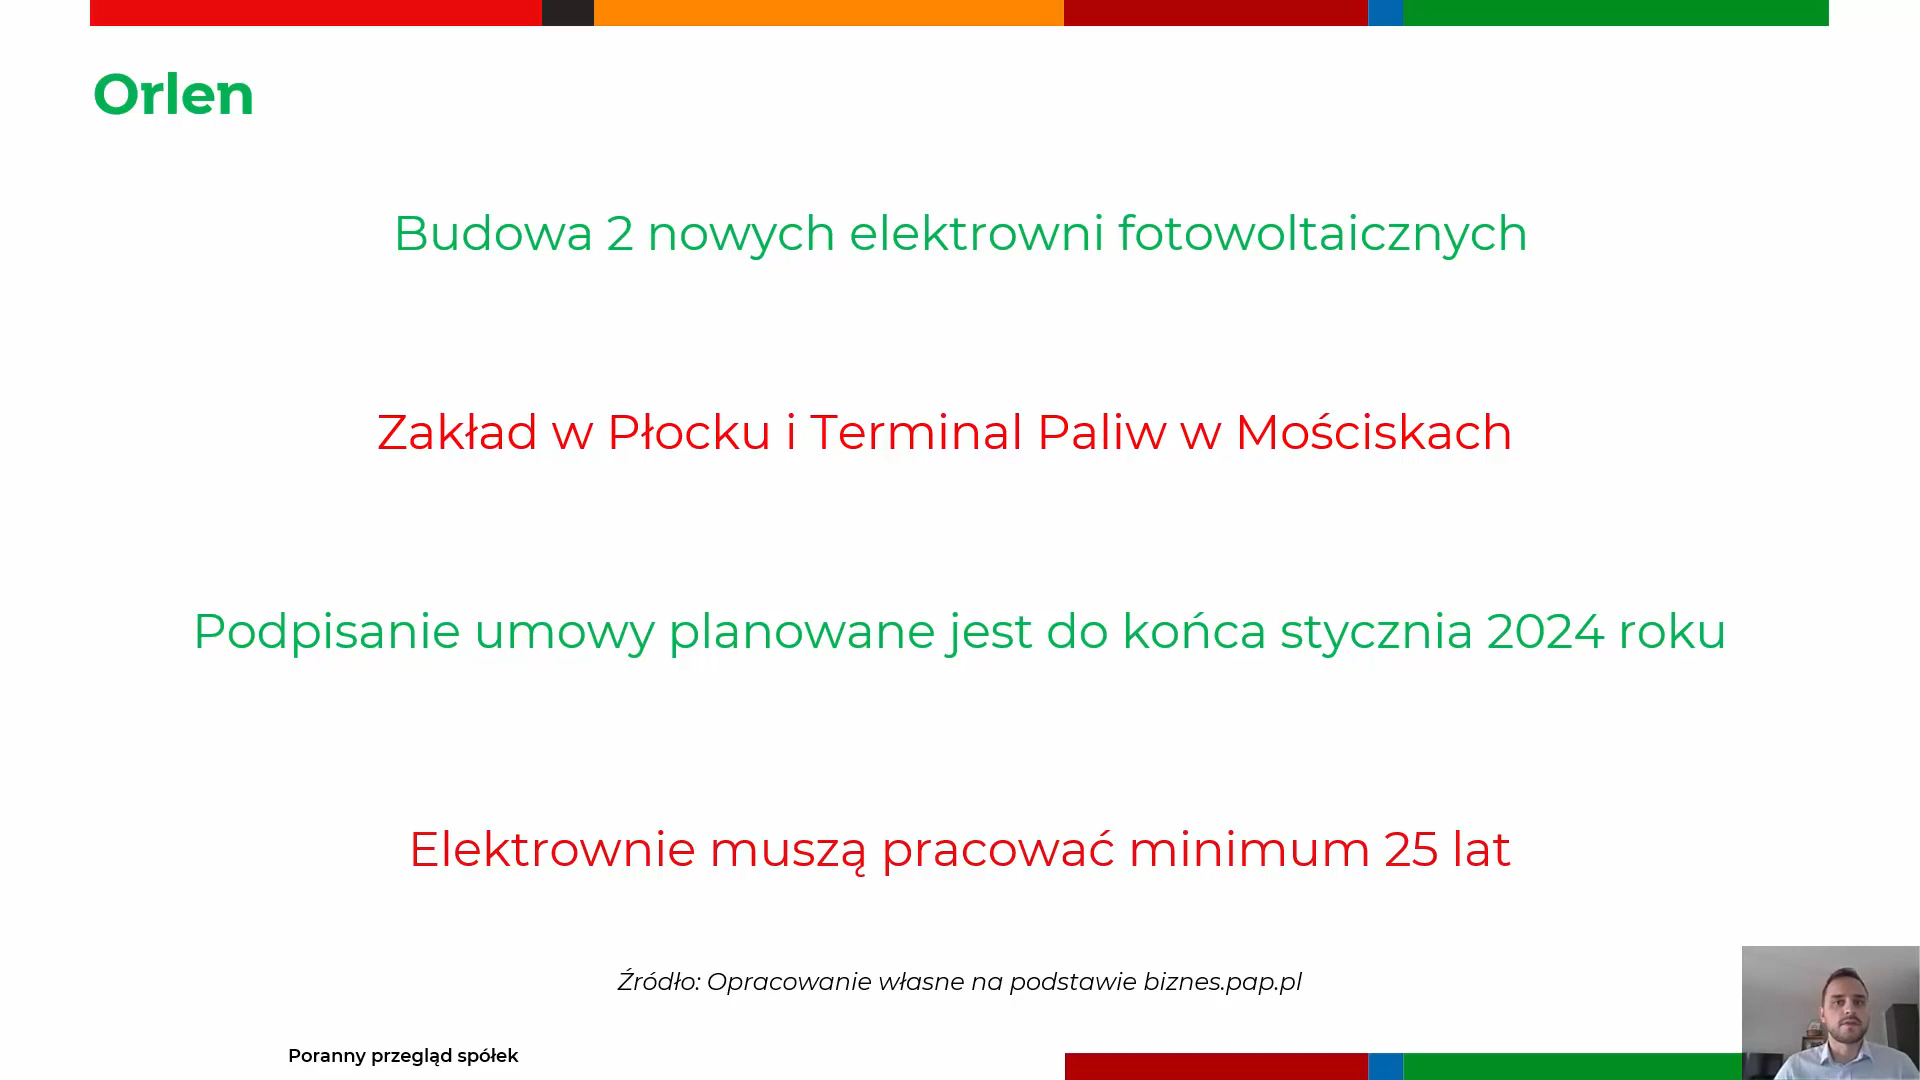 Orlen
Budowa 2 nowych elektrowni fotowoltaicznych
Zakład w Płocku i Terminal Paliw w Mościskach
Podpisanie umowy planowane jest do końca stycznia 2024 roku
Elektrownie muszą pracować minimum 25 lat
Źródło: Opracowanie własne na podstawie biznes.pap.pl
Poranny przegląd spółek